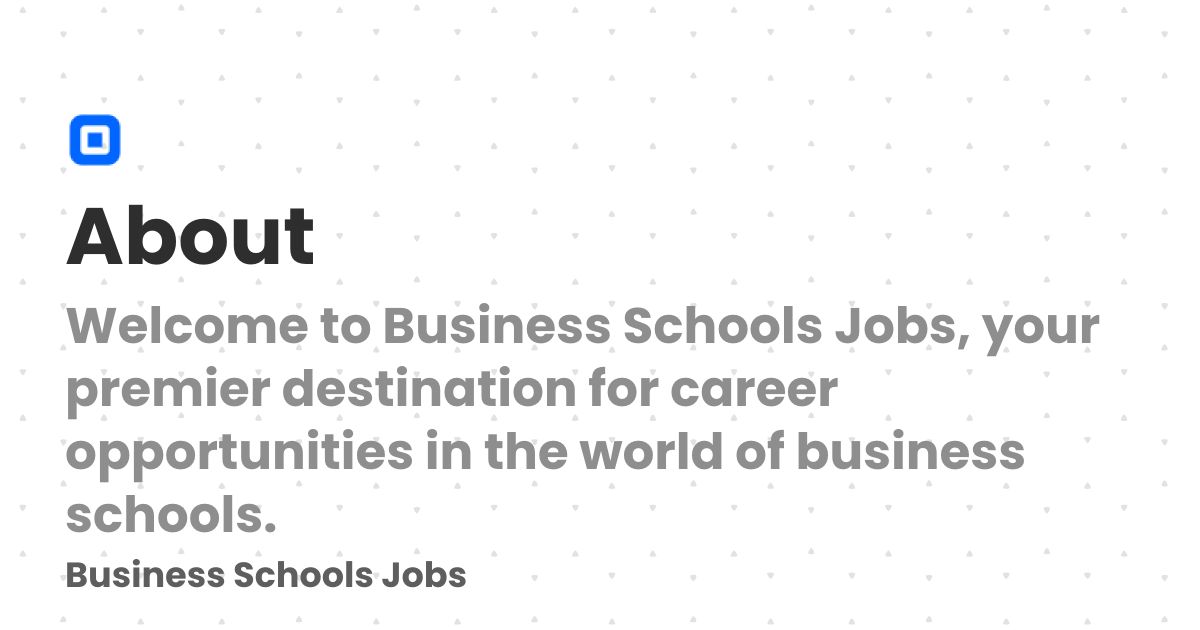 About
Welcome to Business Schools Jobs, your
premier destination for career
opportunities in the world of business
schools.
Business Schools Jobs